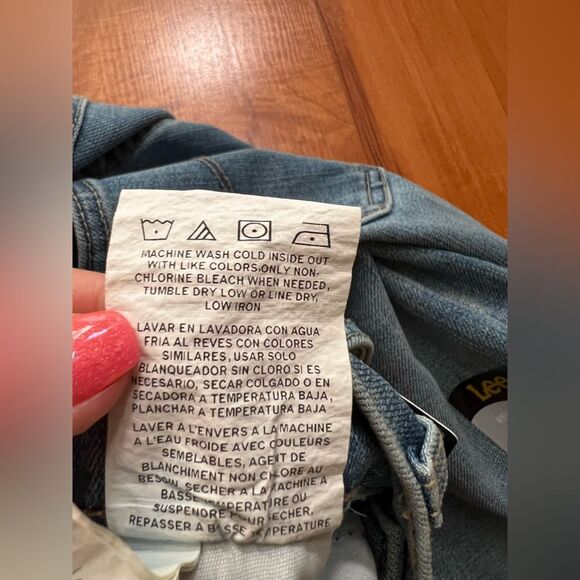 MACHINE WASH COLD INSIDE OUT
WITH LIKE COLORS, ONLY NON-
CHLORINE BLEACH WHEN NEEDED,
TUMBLE DRY LOW OR LINE DRY,
LOW IRON
LAVAR EN LAVADORA CON AGUA
FRIA AL REVES CON COLORES
SIMILARES, USAR SOLO
BLANQUEADOR SIN CLORO SI ES
NECESARIO, SECAR COLGADO O EN
SECADORA A TEMPERATURA BAJA,
PLANCHAR A TEMPERATURA BAJA
LAVER A L'ENVERS A LA MACHINE
A L'EAU FROIDE AVEC COULEURS
SEMBLABLES, AGENT DE
BLANCHIMENT NON CHLORE AU
BESOIN, SECHER A LA MACHINE A
BASSE TEMPERATURE OU
SUSPENDRE POUR SECHER,
REPASSER A BASSE TEMPERATURE
Lee